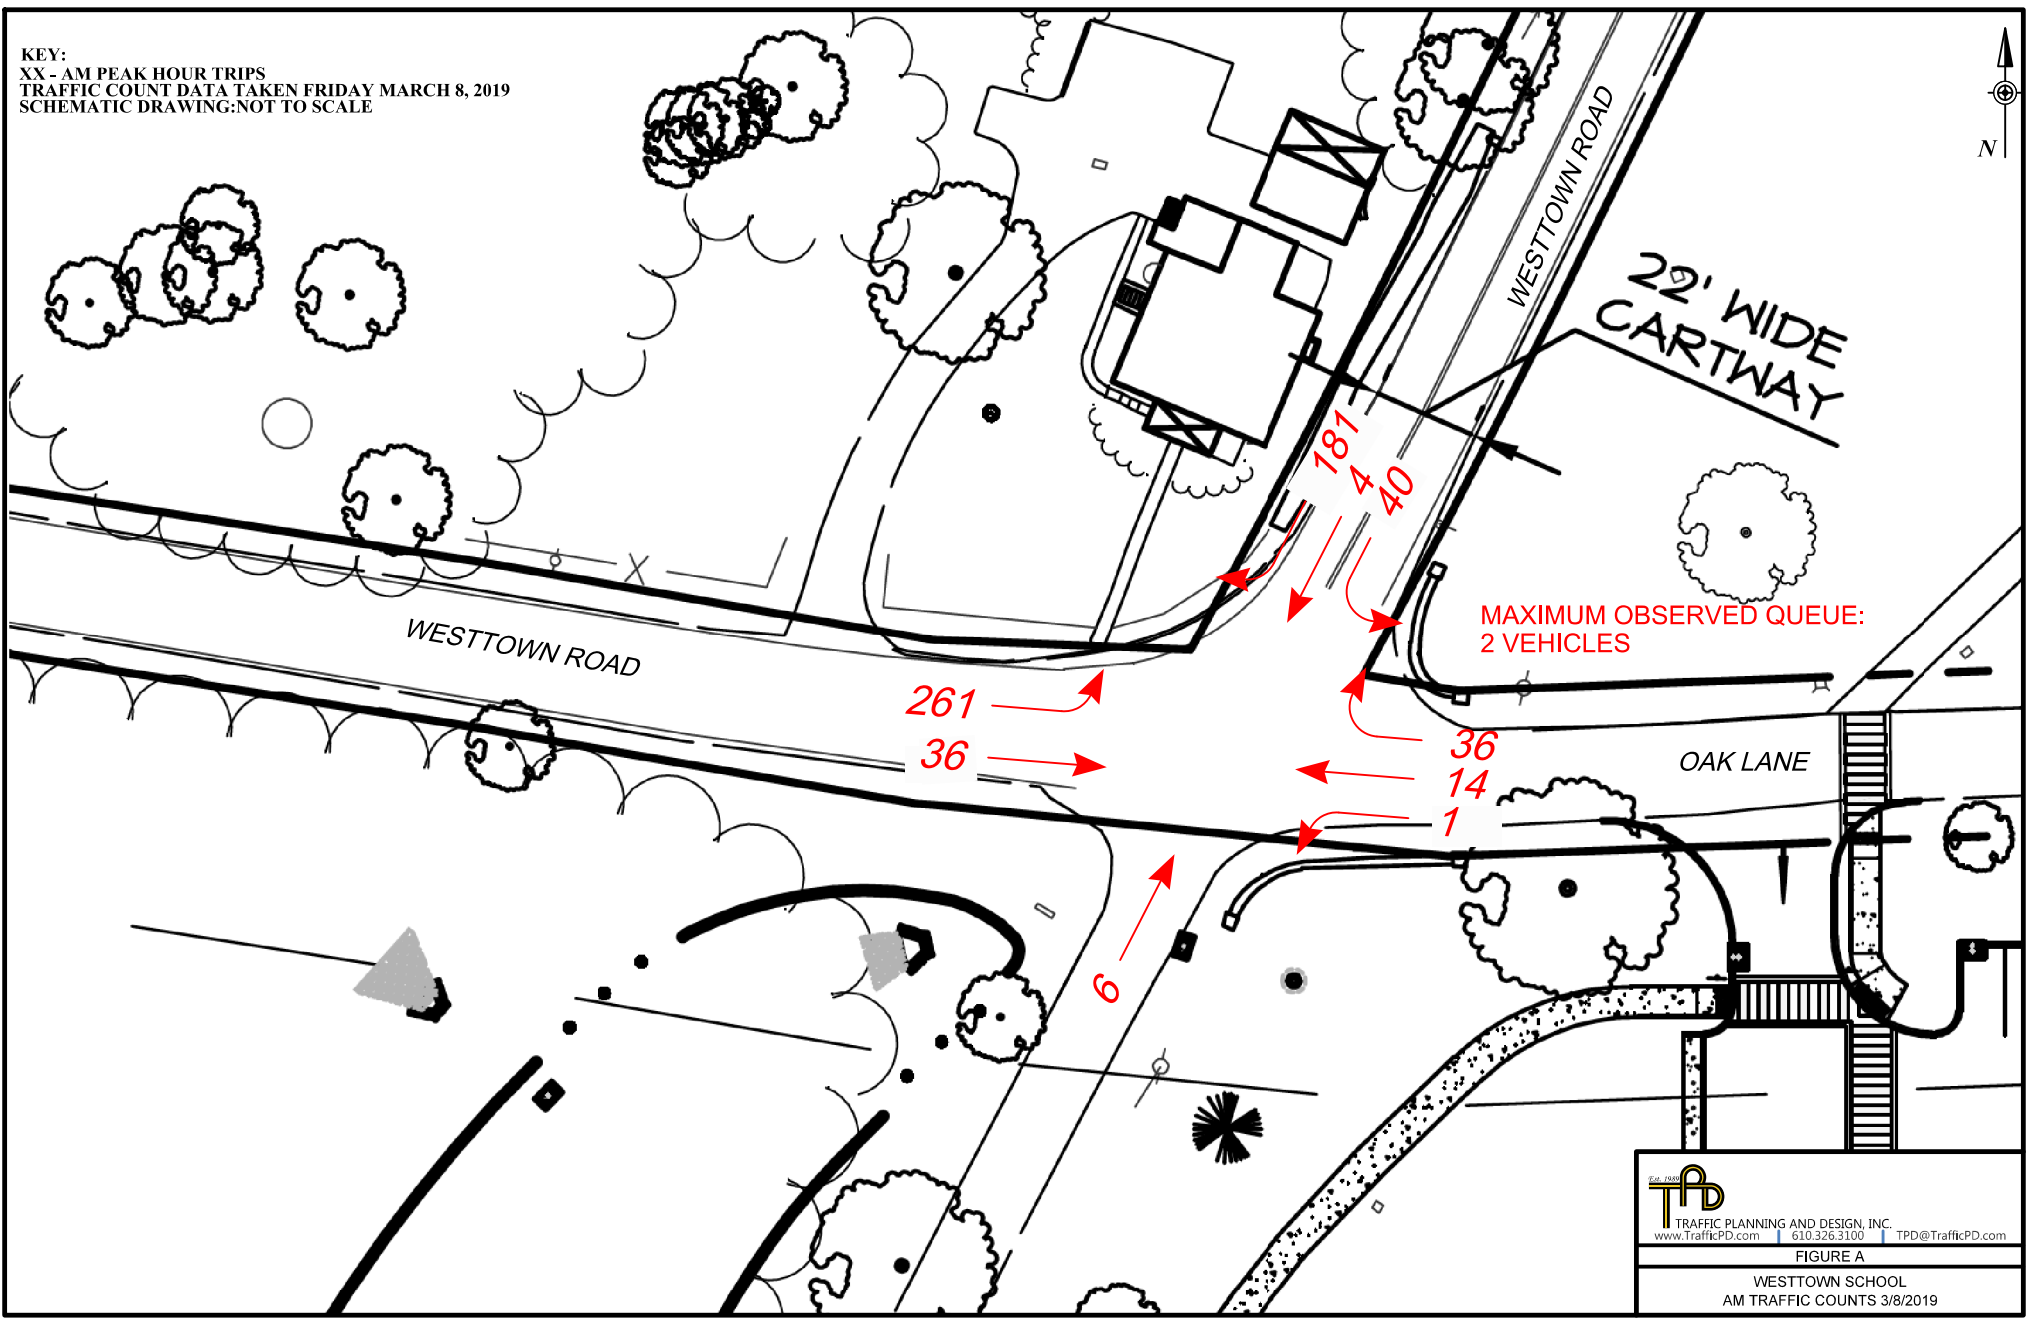 KEY:
XX - AM PEAK HOUR TRIPS
TRAFFIC COUNT DATA TAKEN FRIDAY MARCH 8, 2019
SCHEMATIC DRAWING:NOT TO SCALE
N
WESTTOWN ROAD
22' WIDE
CARTWAY
181
4
40
MAXIMUM OBSERVED QUEUE:
2 VEHICLES
WESTTOWN ROAD
261
36
36
14
1
OAK LANE
6
Est. 1989
TPD
TRAFFIC PLANNING AND DESIGN, INC.
www.TrafficPD.com | 610.326.3100 | TPD@TrafficPD.com
FIGURE A
WESTTOWN SCHOOL
AM TRAFFIC COUNTS 3/8/2019